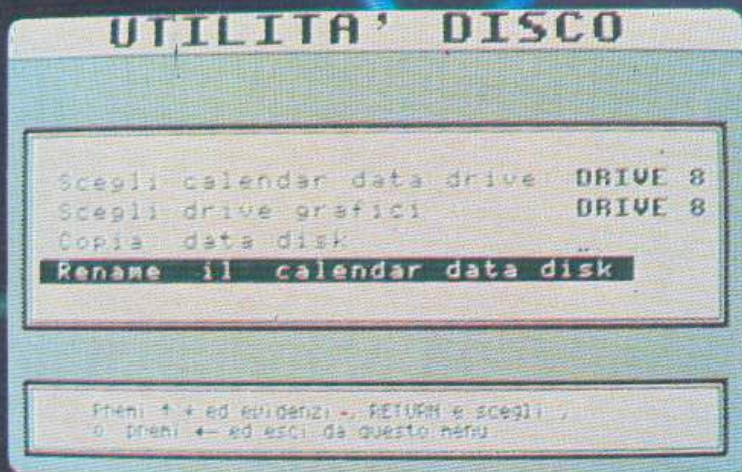 UTILITA' DISCO
Scegli calendar data drive DRIVE 8
Scegli drive grafici DRIVE 8
Copia data disk
Rename il calendar data disk
Premi ↑ ↓ ed evidenzi -, RETURN e scegli ,
o premi ← ed esci da questo menu